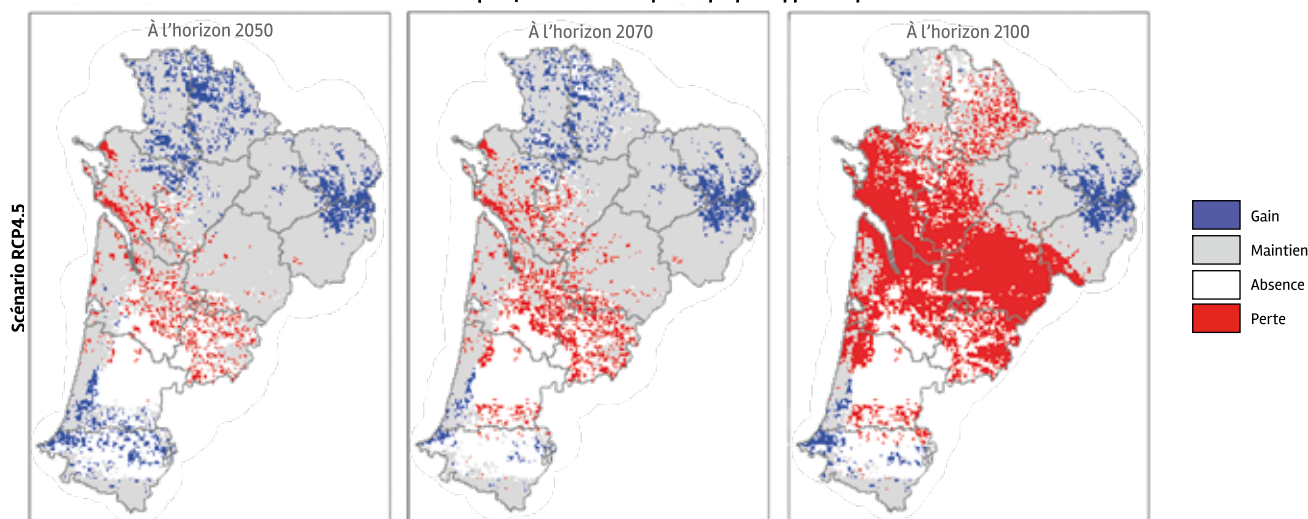 À l'horizon 2050
À l'horizon 2070
À l'horizon 2100
Scénario RCP4.5
Gain
Maintien
Absence
Perte